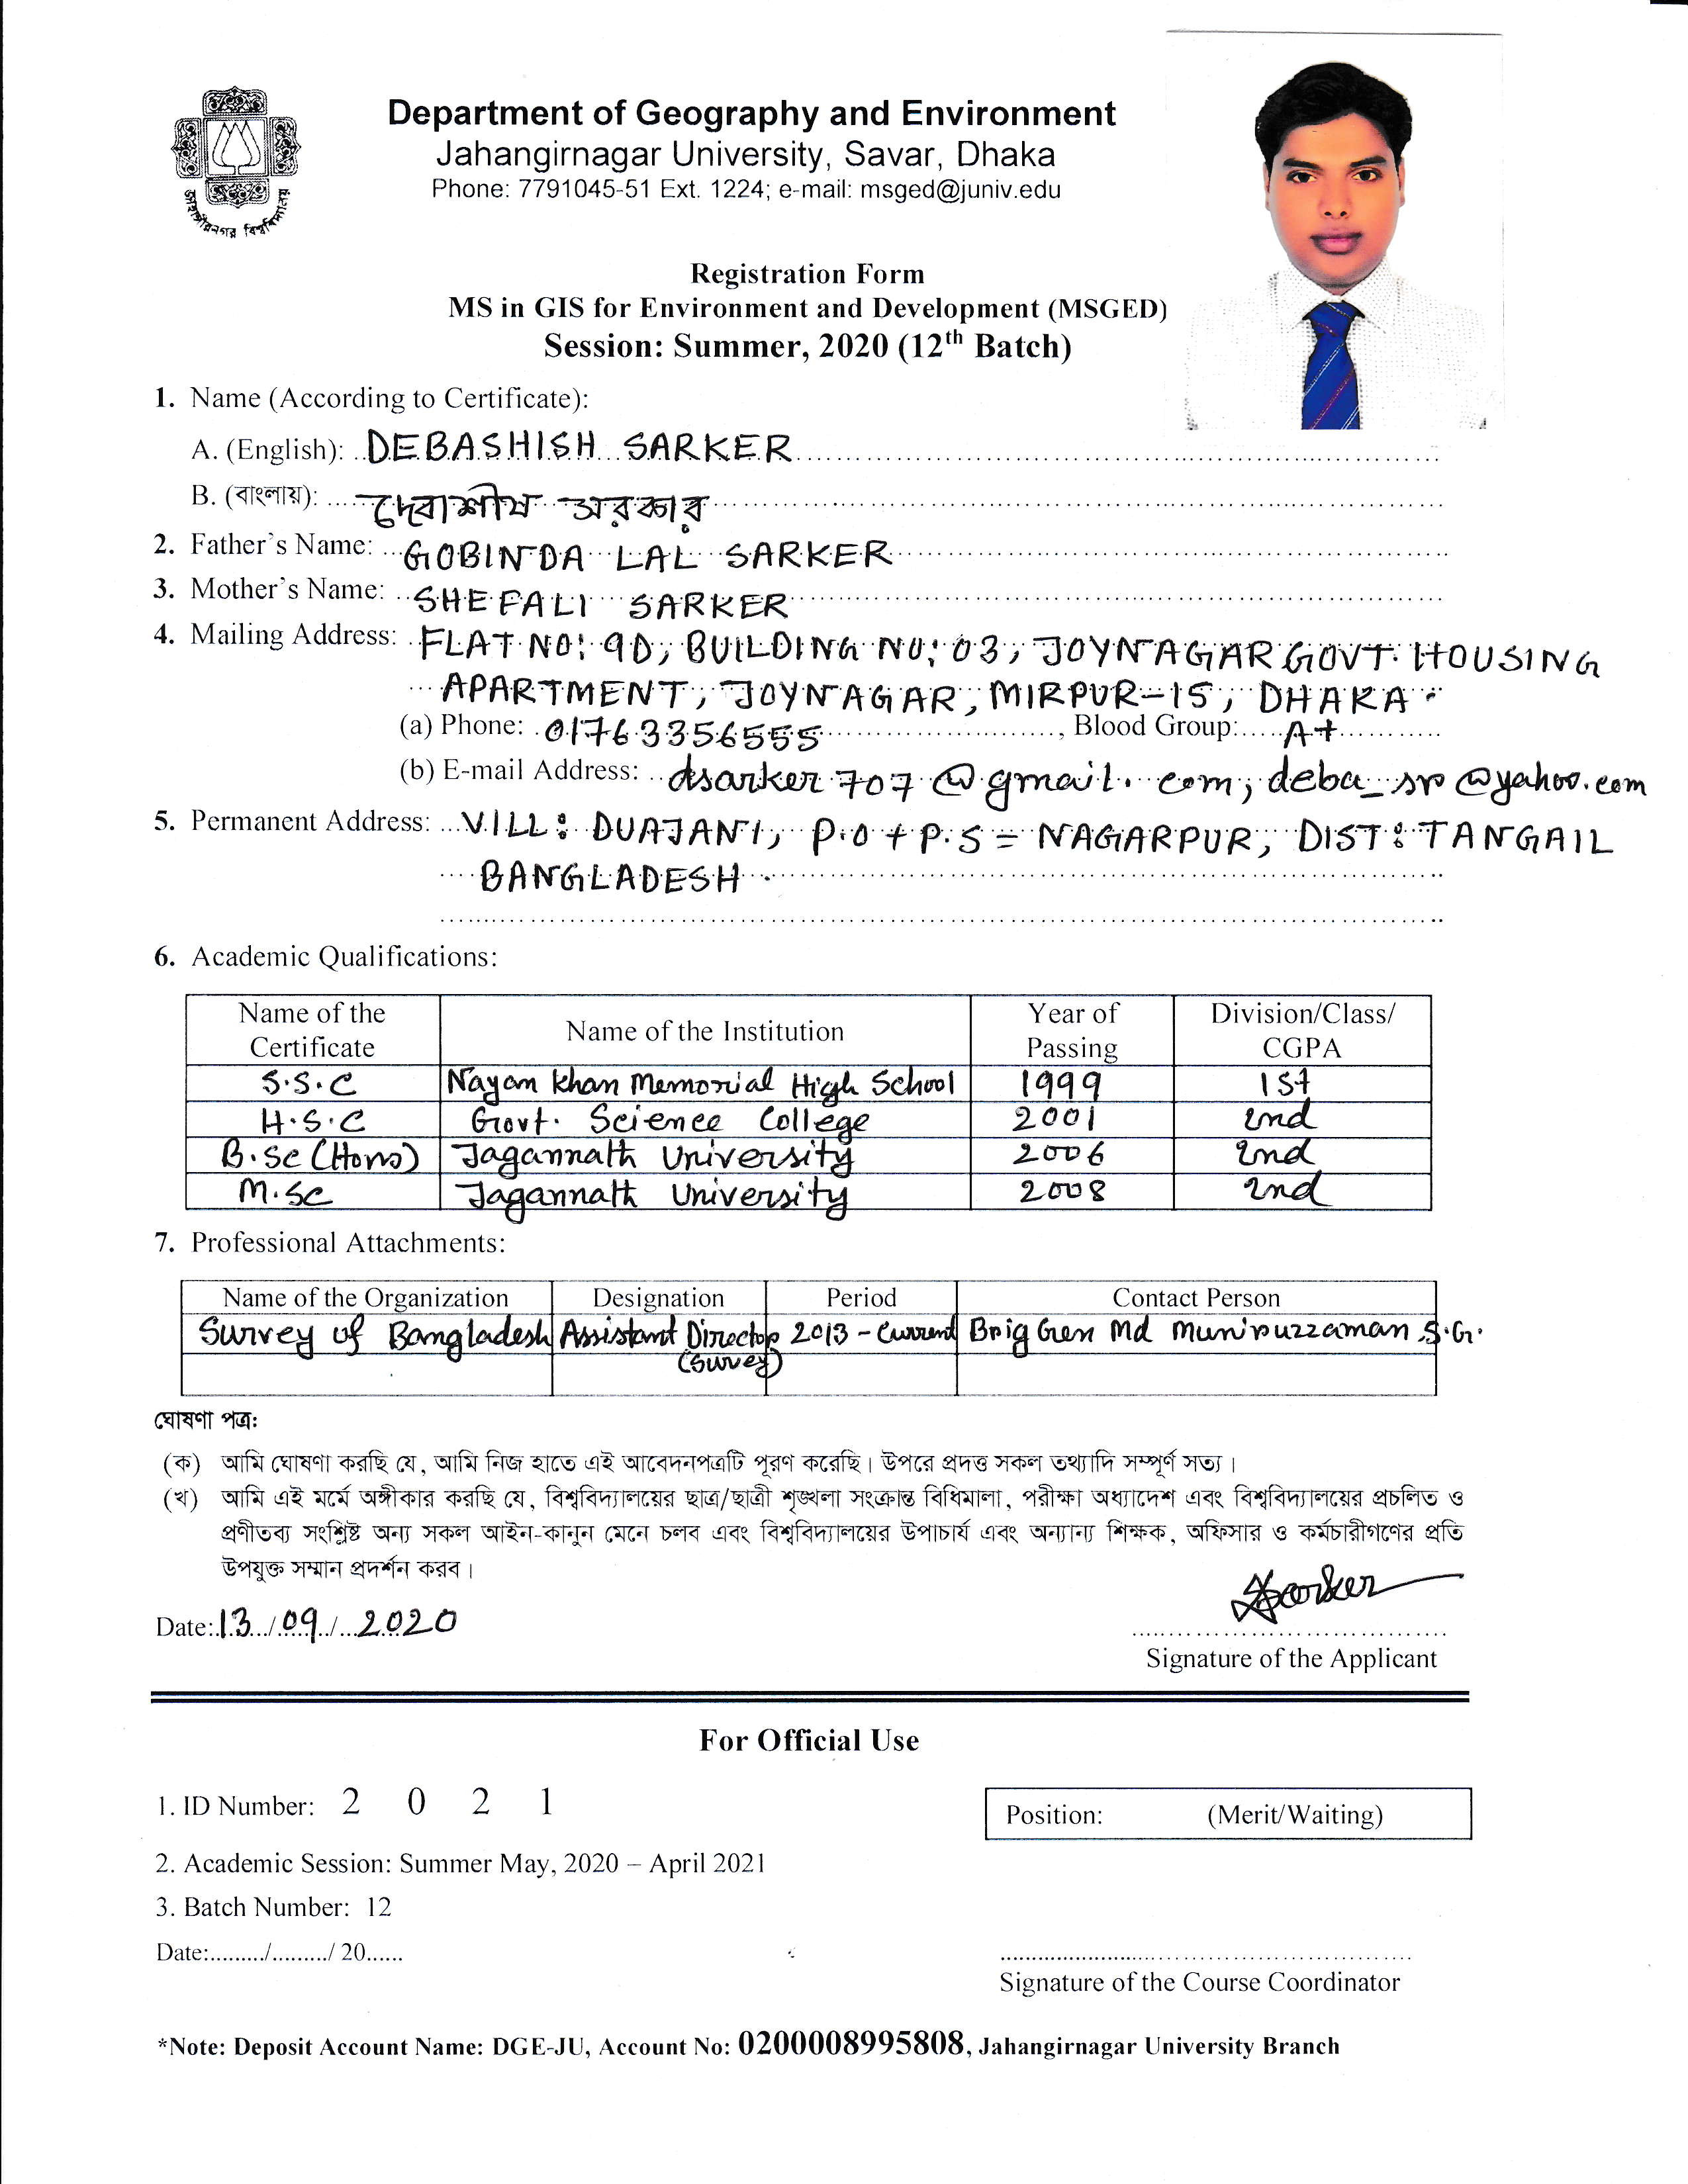 জাহাঙ্গীরনগর বিশ্ববিদ্যালয়
Department of Geography and Environment
Jahangirnagar University, Savar, Dhaka
Phone: 7791045-51 Ext. 1224; e-mail: msged@juniv.edu
Registration Form
MS in GIS for Environment and Development (MSGED)
Session: Summer, 2020 (12th Batch)
1. Name (According to Certificate):
A. (English): DEBASHISH SARKER
B. (বাংলায়): দেবাশীষ সরকার
2. Father's Name: GOBINDA LAL SARKER
3. Mother's Name: SHEFALI SARKER
4. Mailing Address: FLAT NO: 9D, BUILDING NO: 03, JOYNAGAR GOVT. HOUSING
APARTMENT, JOYNAGAR, MIRPUR-15, DHAKA.
(a) Phone: 01763356555, Blood Group: A+
(b) E-mail Address: dsarker707@gmail.com, deba_sr@yahoo.com
5. Permanent Address: VILL: DUAJANI, P.O + P.S = NAGARPUR, DIST: TANGAIL
BANGLADESH.
6. Academic Qualifications:
Name of the Certificate Name of the Institution Year of Passing Division/Class/CGPA
S.S.C Nayan Khan Memorial High School 1999 1st
H.S.C Govt. Science College 2001 2nd
B.Sc (Hons) Jagannath University 2006 2nd
M.Sc Jagannath University 2008 2nd
7. Professional Attachments:
Name of the Organization Designation Period Contact Person
Survey of Bangladesh Assistant Director 2013 - Current Brig Gen Md Muniruzzaman S.G.
(Survey)
ঘোষণা পত্র:
(ক) আমি ঘোষণা করছি যে, আমি নিজ হাতে এই আবেদনপত্রটি পূরণ করেছি। উপরে প্রদত্ত সকল তথ্যাদি সম্পূর্ণ সত্য।
(খ) আমি এই মর্মে অঙ্গীকার করছি যে, বিশ্ববিদ্যালয়ের ছাত্র/ছাত্রী শৃঙ্খলা সংক্রান্ত বিধিমালা, পরীক্ষা অধ্যাদেশ এবং বিশ্ববিদ্যালয়ের প্রচলিত ও
প্রণীতব্য সংশ্লিষ্ট অন্য সকল আইন-কানুন মেনে চলব এবং বিশ্ববিদ্যালয়ের উপাচার্য এবং অন্যান্য শিক্ষক, অফিসার ও কর্মচারীগণের প্রতি
উপযুক্ত সম্মান প্রদর্শন করব।
DSarker
Date: 13/09/2020
Signature of the Applicant
For Official Use
1. ID Number: 2 0 2 1
Position: (Merit/Waiting)
2. Academic Session: Summer May, 2020 – April 2021
3. Batch Number: 12
Date:........./........./ 20......
Signature of the Course Coordinator
*Note: Deposit Account Name: DGE-JU, Account No: 0200008995808, Jahangirnagar University Branch